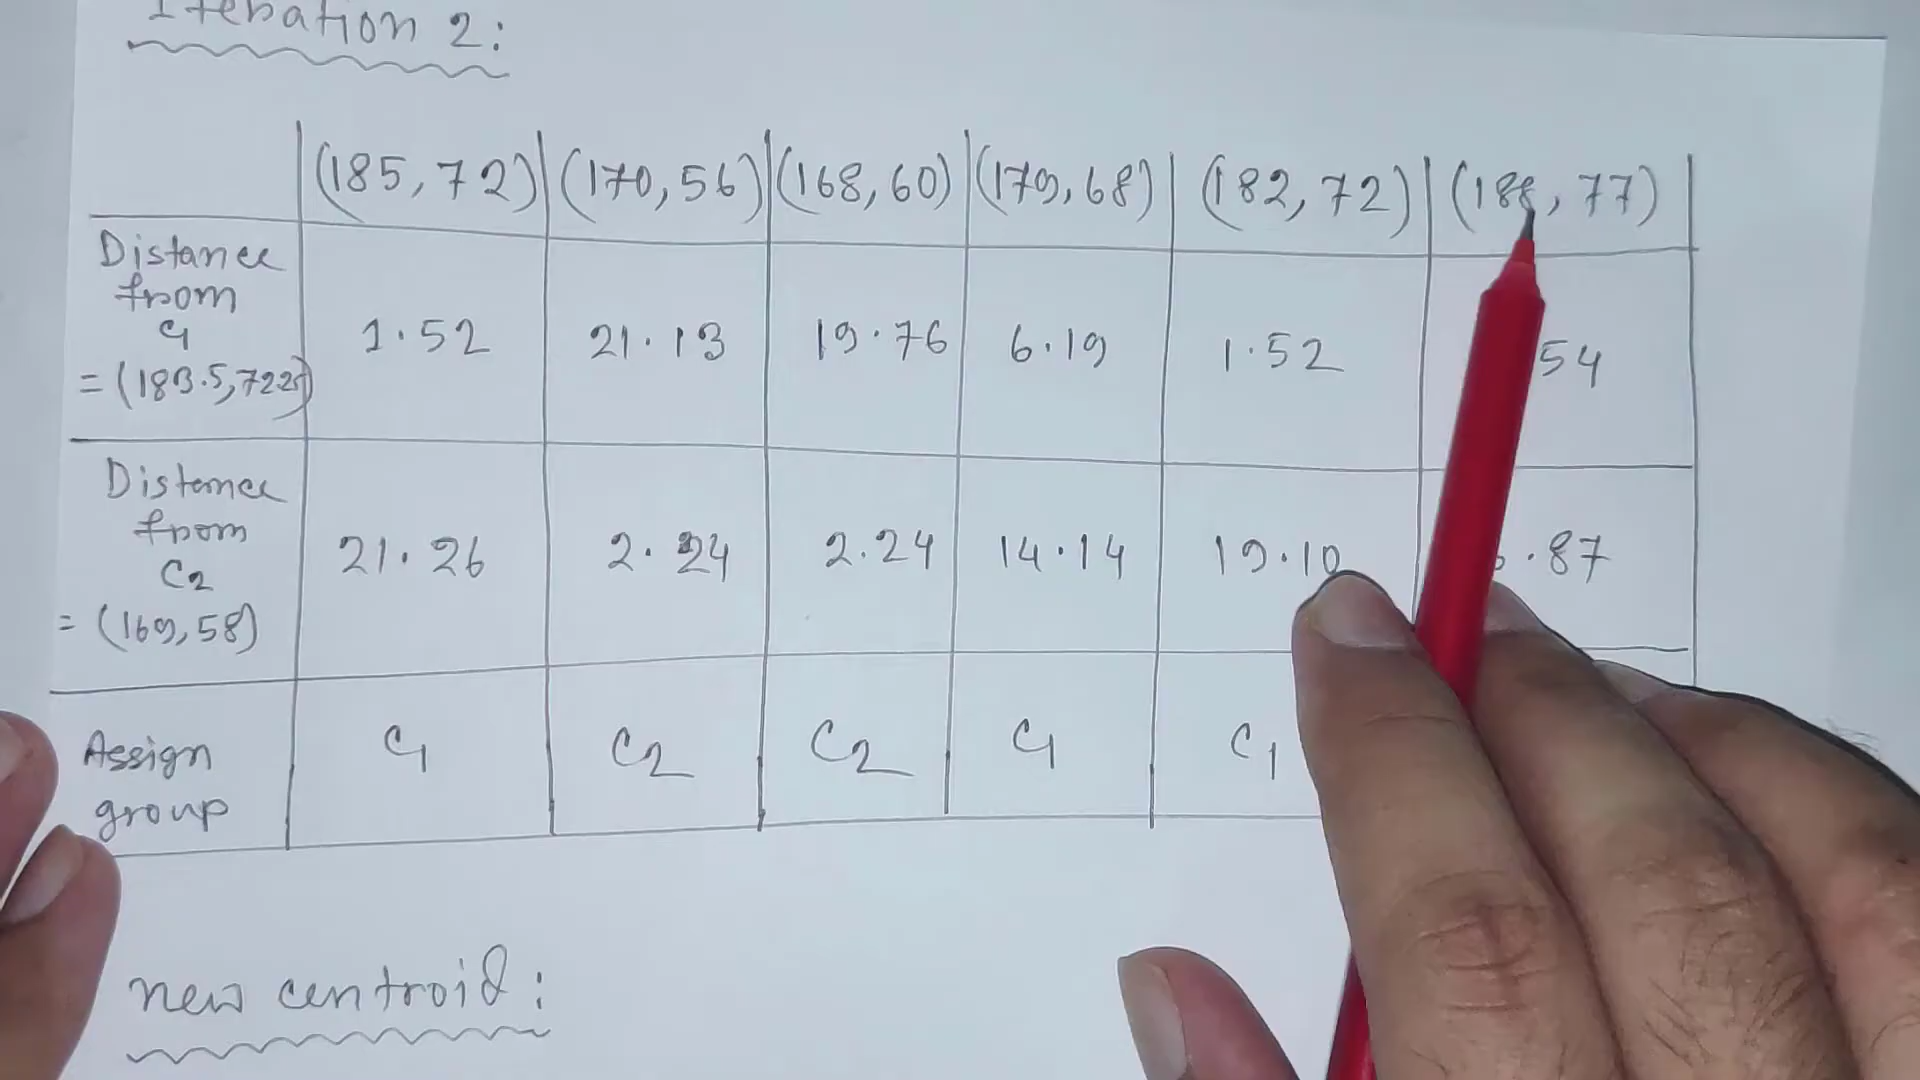 Iteration 2:
(185, 72) (170, 56) (168, 60) (179, 68) (182, 72) (188, 77)
Distance from C1 = (183.5, 72.25) 1.52 21.13 19.76 6.19 1.52 54
Distance from C2 = (169, 58) 21.26 2.24 2.24 14.14 19.10 .87
Assign group C1 C2 C2 C1 C1
new centroid: